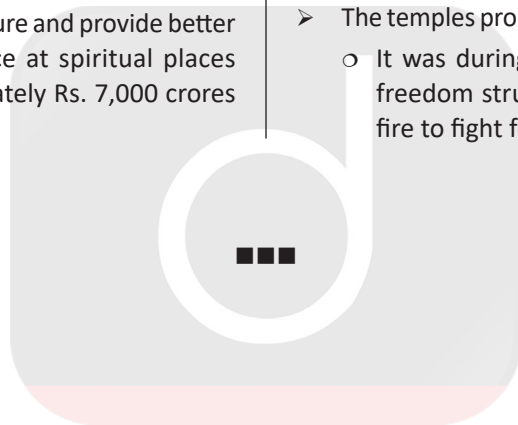 ure and provide better
ce at spiritual places
ately Rs. 7,000 crores
➢ The temples pro
○ It was during
freedom stru
fire to fight f
■■■